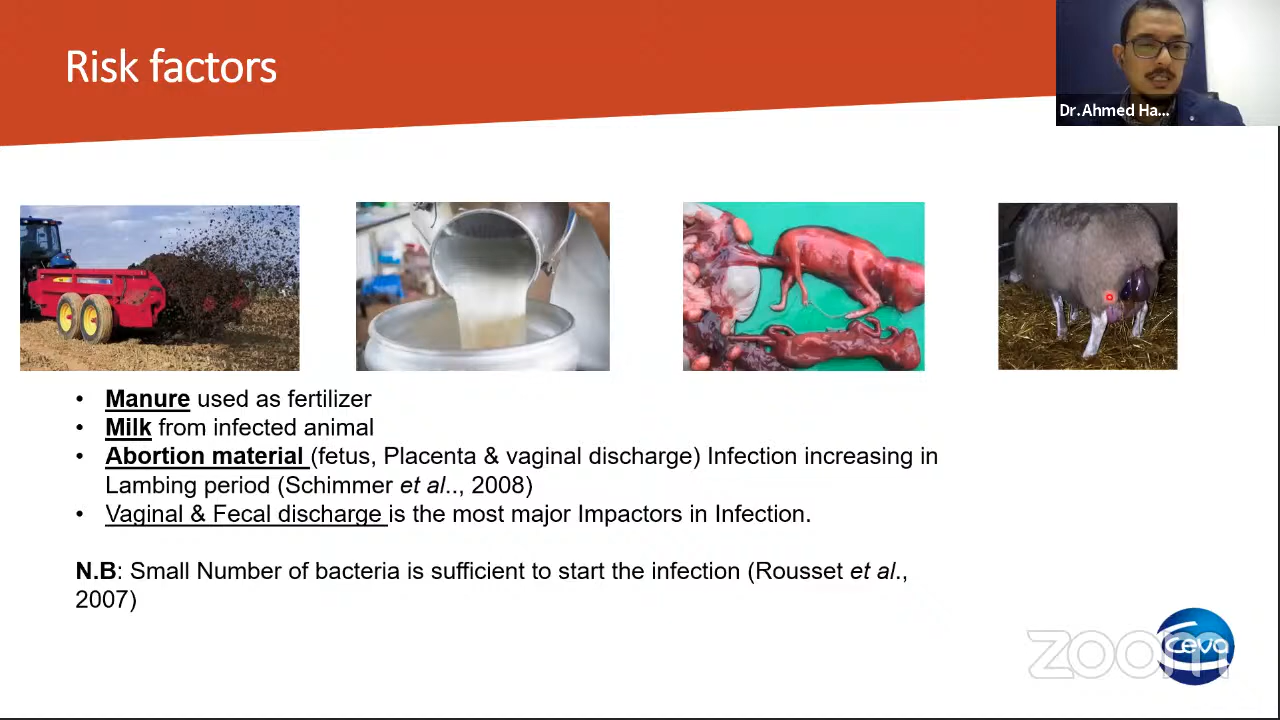 Risk factors
Dr.Ahmed Ha...
• Manure used as fertilizer
• Milk from infected animal
• Abortion material (fetus, Placenta & vaginal discharge) Infection increasing in
Lambing period (Schimmer et al.., 2008)
• Vaginal & Fecal discharge is the most major Impactors in Infection.
N.B: Small Number of bacteria is sufficient to start the infection (Rousset et al.,
2007)
zoom
ceva